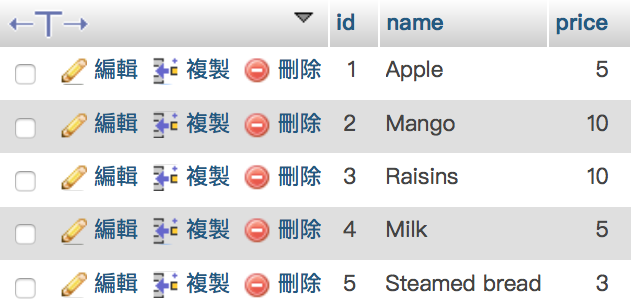 id name price
編輯 複製 刪除 1 Apple 5
編輯 複製 刪除 2 Mango 10
編輯 複製 刪除 3 Raisins 10
編輯 複製 刪除 4 Milk 5
編輯 複製 刪除 5 Steamed bread 3